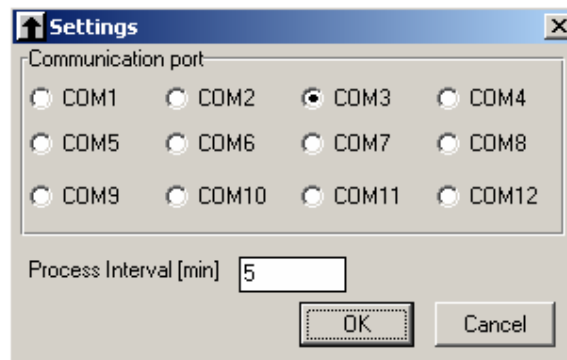 Settings
Communication port
COM1 COM2 COM3 COM4
COM5 COM6 COM7 COM8
COM9 COM10 COM11 COM12
Process Interval [min] 5
OK Cancel